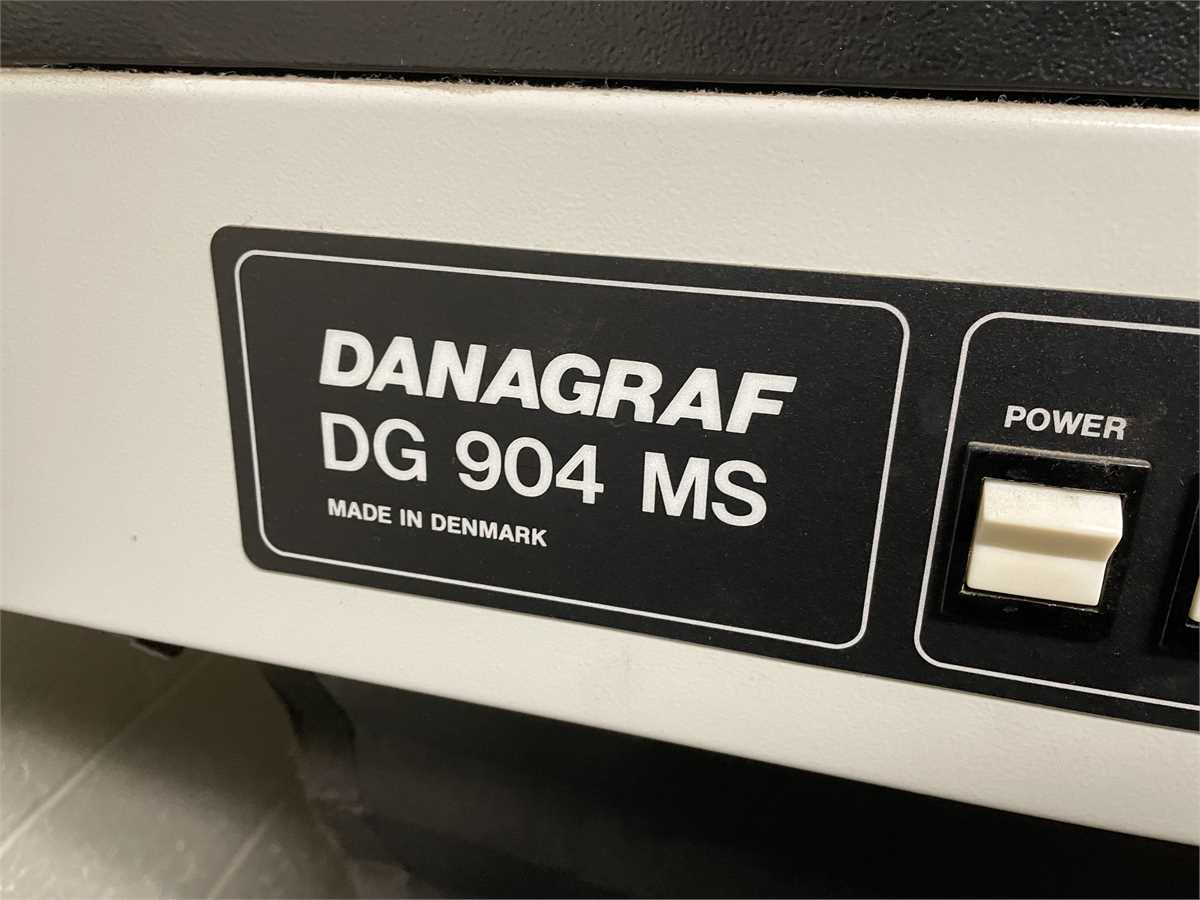 DANAGRAF
DG 904 MS
MADE IN DENMARK
POWER